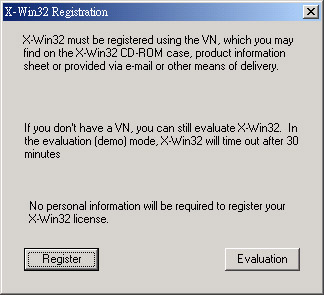 X-Win32 Registration
X-Win32 must be registered using the VN, which you may
find on the X-Win32 CD-ROM case, product information
sheet or provided via e-mail or other means of delivery.
If you don't have a VN, you can still evaluate X-Win32.  In
the evaluation (demo) mode, X-Win32 will time out after 30
minutes
No personal information will be required to register your
X-Win32 license.
Register
Evaluation